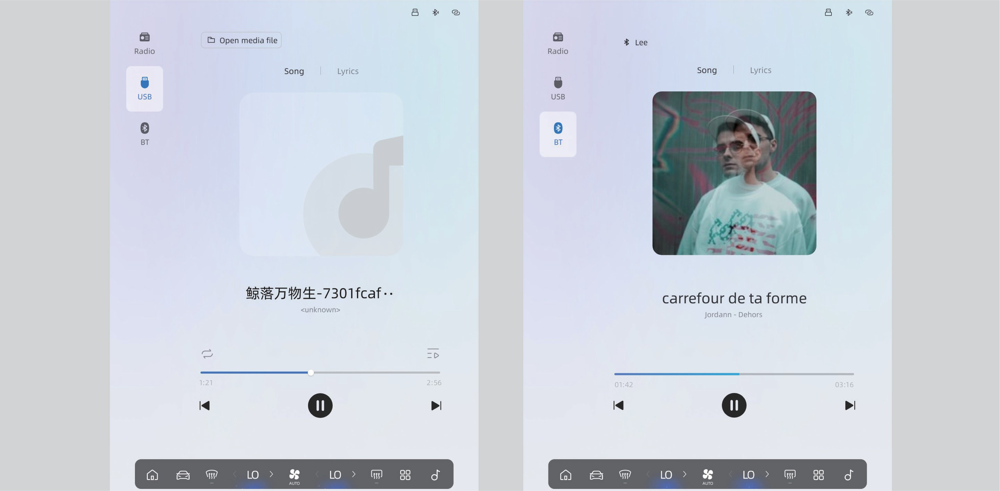 Open media file
Radio
Song | Lyrics
USB
BT
鲸落万物生-7301fcaf··
<unknown>
1:21 2:56
LO AUTO LO
Lee
Radio
Song | Lyrics
USB
BT
carrefour de ta forme
Jordann - Dehors
01:42 03:16
LO AUTO LO